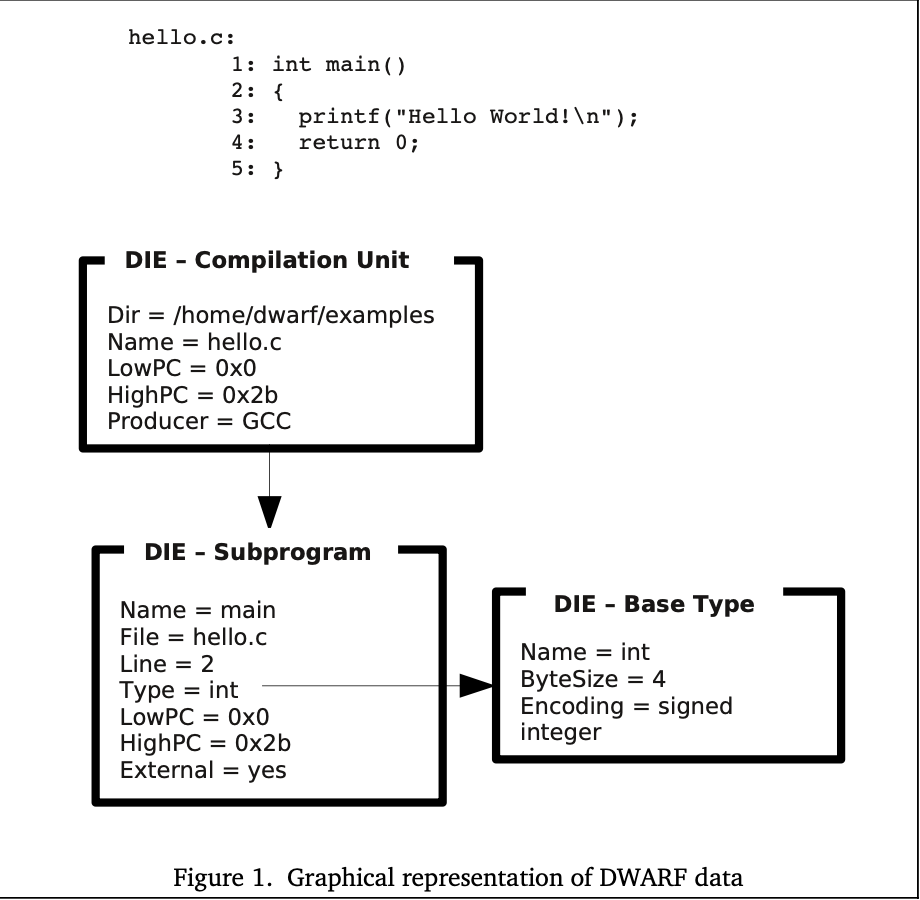 hello.c:
1: int main()
2: {
3:   printf("Hello World!\n");
4:   return 0;
5: }
DIE – Compilation Unit
Dir = /home/dwarf/examples
Name = hello.c
LowPC = 0x0
HighPC = 0x2b
Producer = GCC
DIE – Subprogram
Name = main
File = hello.c
Line = 2
Type = int
LowPC = 0x0
HighPC = 0x2b
External = yes
DIE – Base Type
Name = int
ByteSize = 4
Encoding = signed
integer
Figure 1. Graphical representation of DWARF data